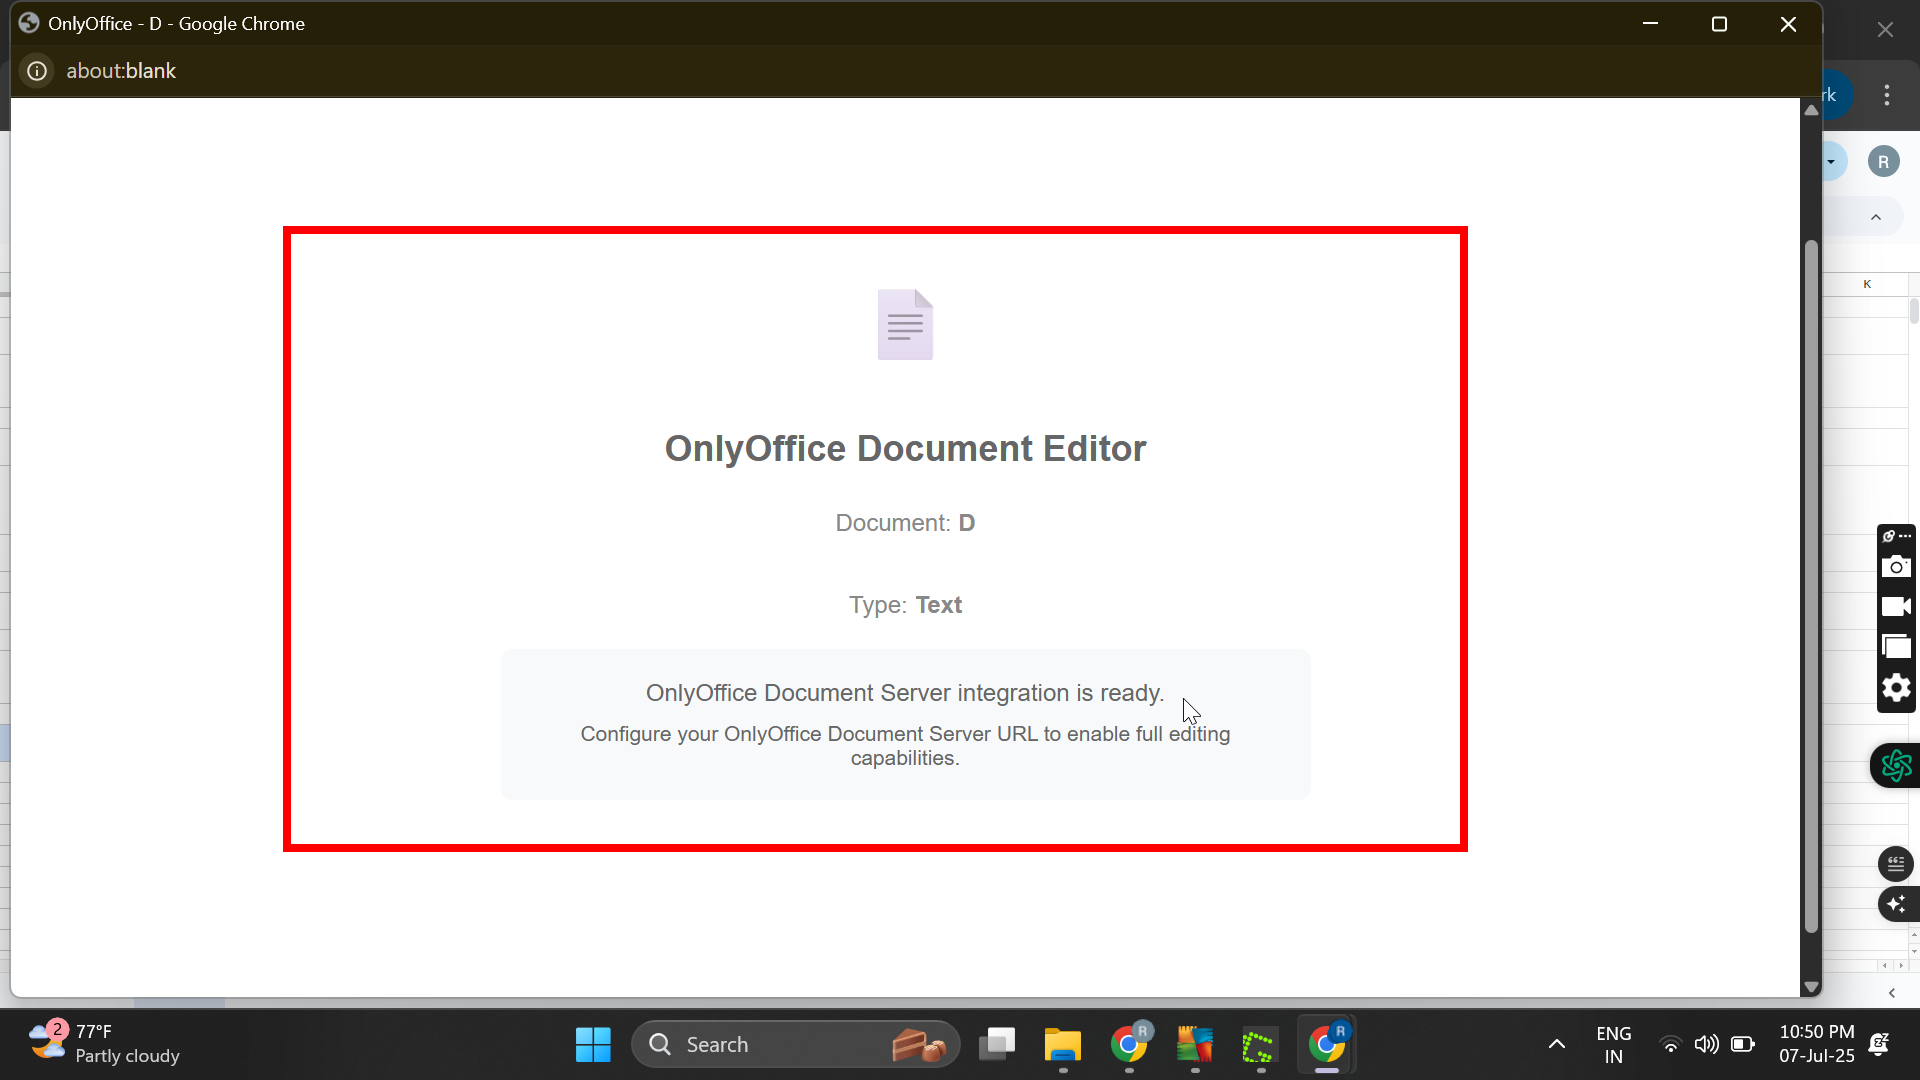 OnlyOffice - D - Google Chrome
about:blank
rk
R
K
OnlyOffice Document Editor
Document: D
Type: Text
OnlyOffice Document Server integration is ready.
Configure your OnlyOffice Document Server URL to enable full editing
capabilities.
2
77°F
Partly cloudy
Search
R
R
ENG
IN
10:50 PM
07-Jul-25